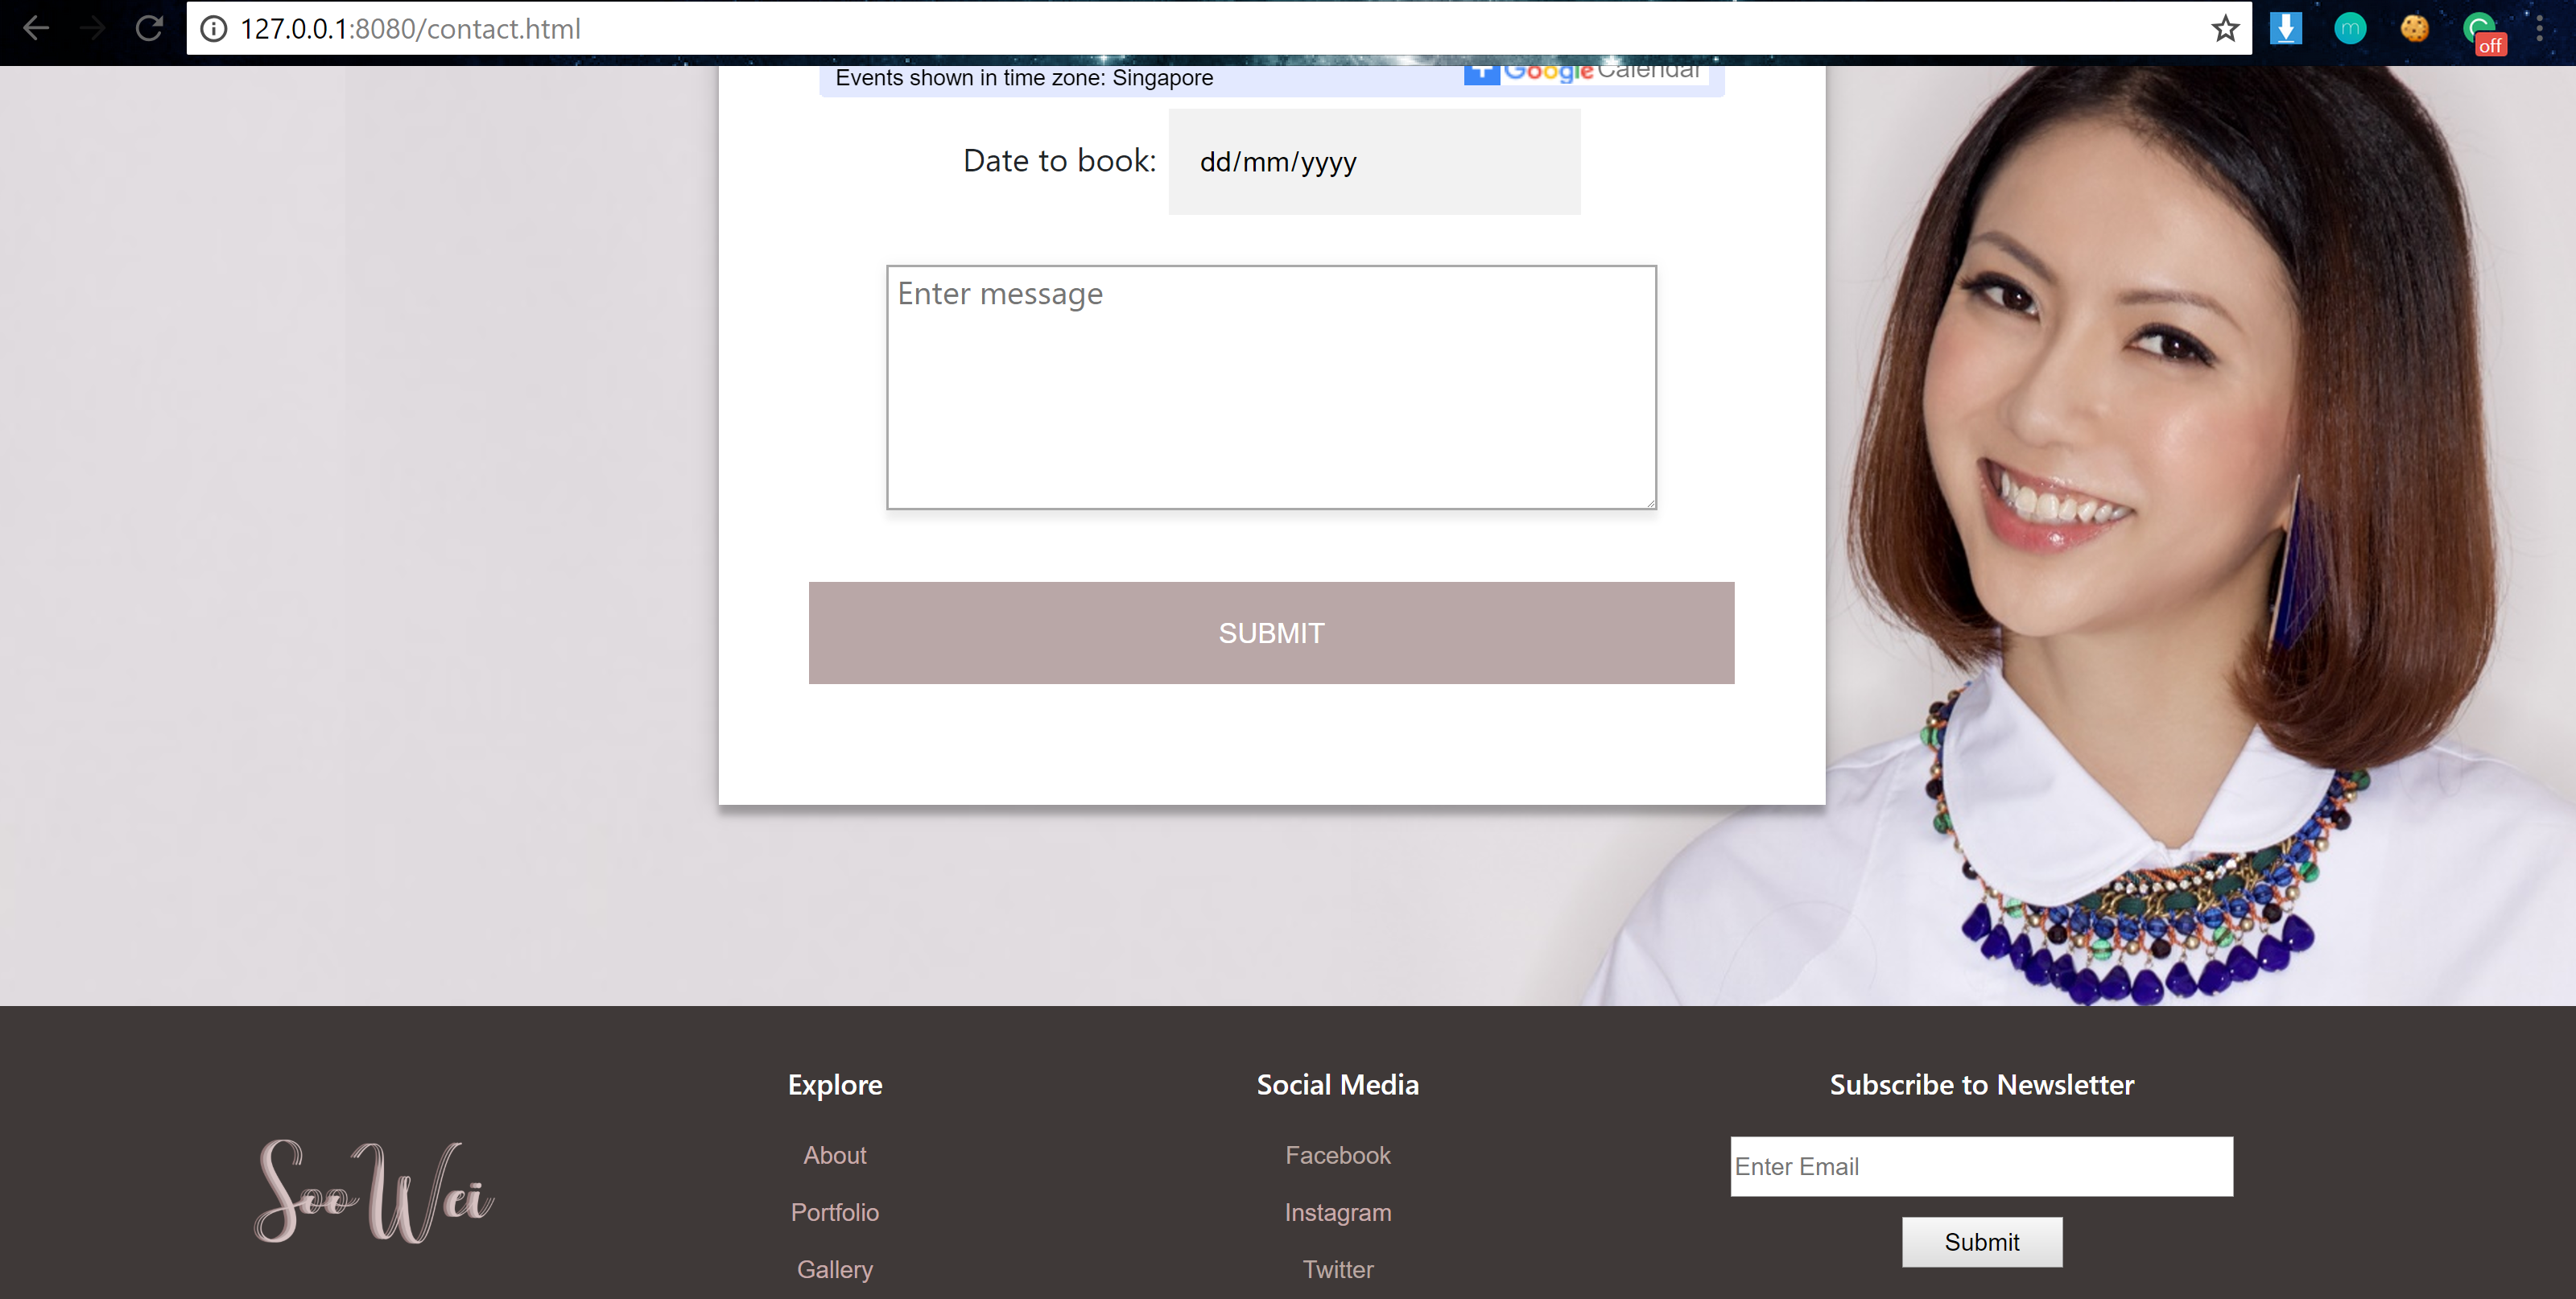 127.0.0.1:8080/contact.html
m
off
Events shown in time zone: Singapore
Google Calendar
Date to book: dd/mm/yyyy
Enter message
SUBMIT
Soo Wei
Explore
About
Portfolio
Gallery
Social Media
Facebook
Instagram
Twitter
Subscribe to Newsletter
Enter Email
Submit